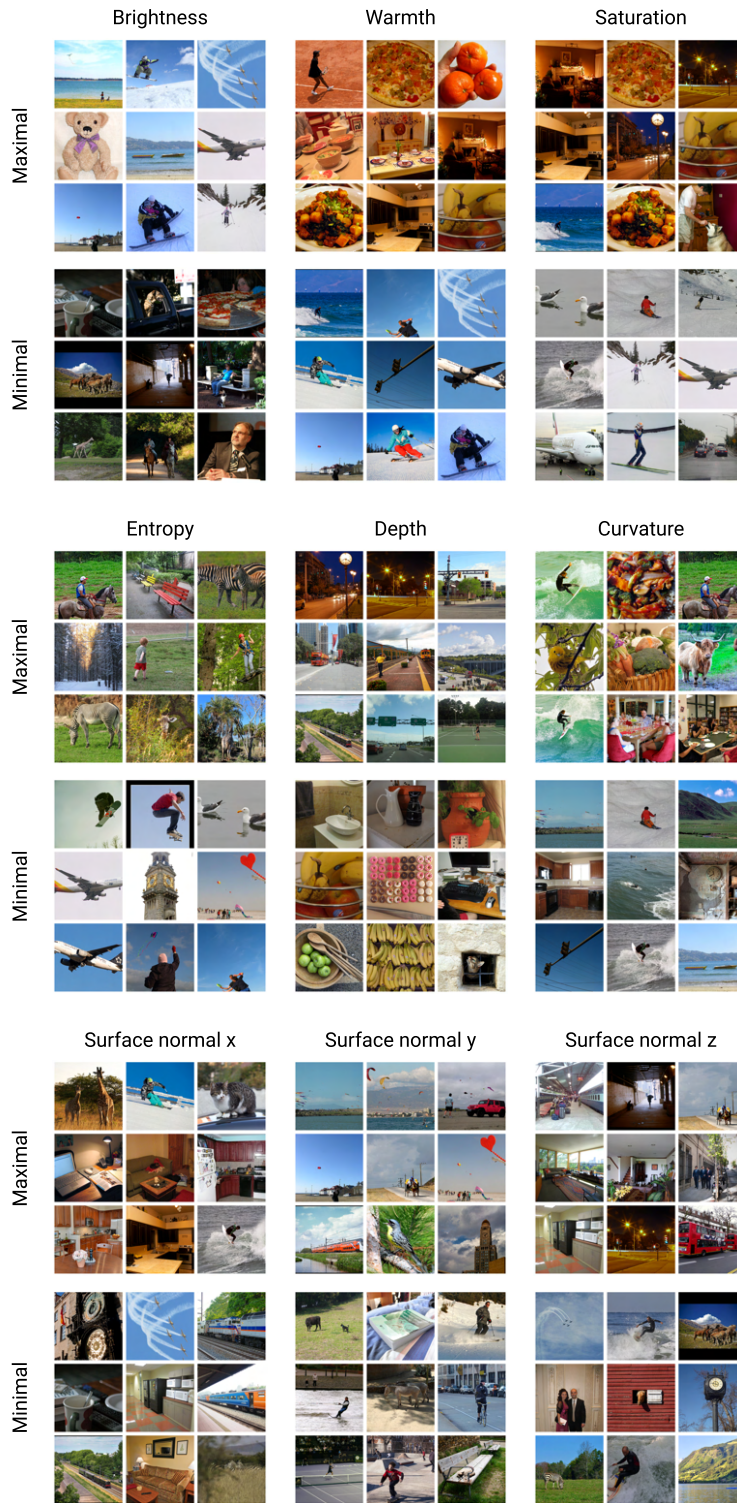 Brightness
Warmth
Saturation
Maximal
Minimal
Entropy
Depth
Curvature
Maximal
Minimal
Surface normal x
Surface normal y
Surface normal z
Maximal
Minimal